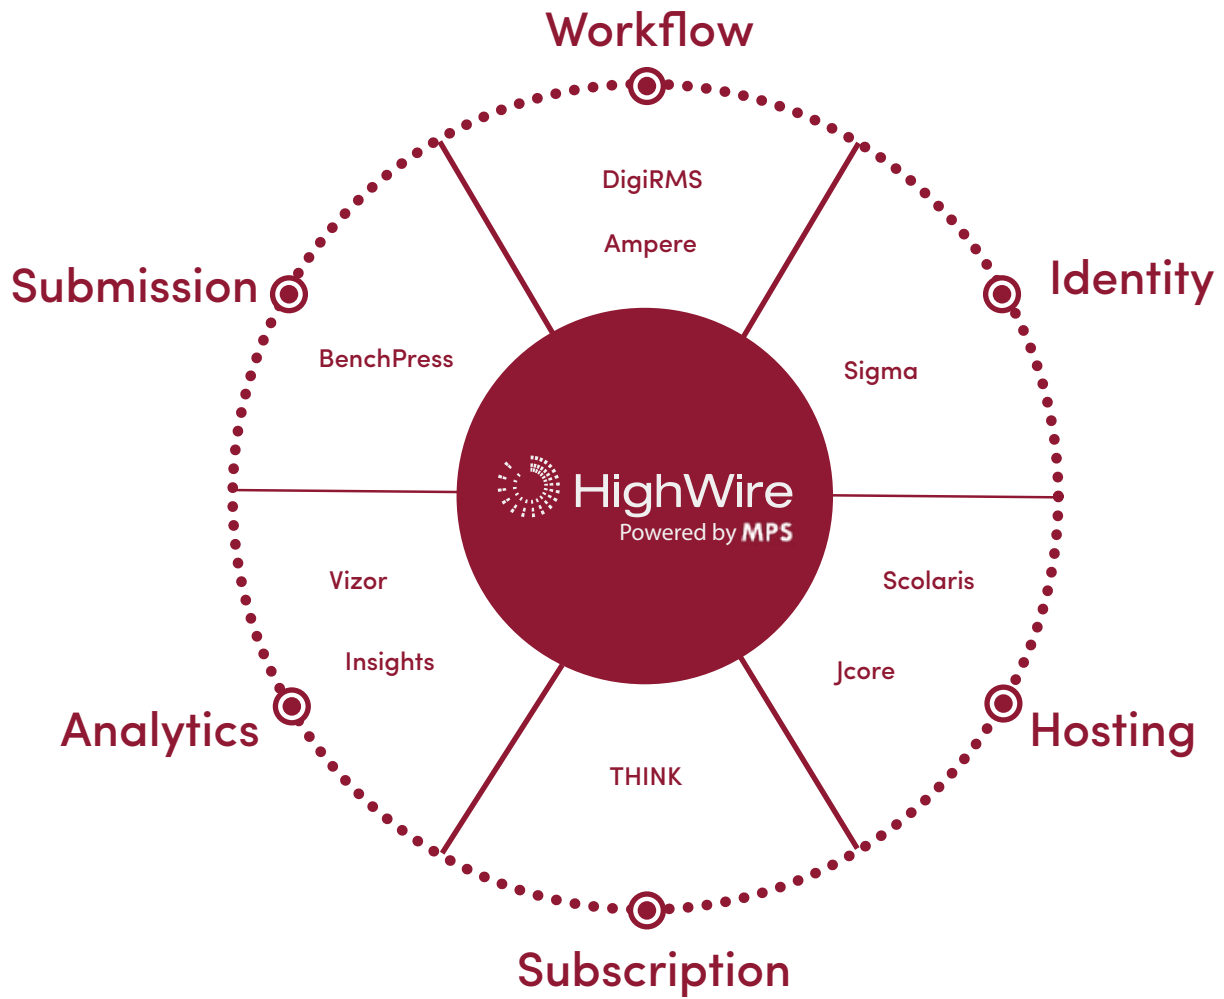 Workflow
DigiRMS
Ampere
Submission
Identity
BenchPress
Sigma
HighWire
Powered by MPS
Vizor
Scolaris
Insights
Jcore
Analytics
Hosting
THINK
Subscription